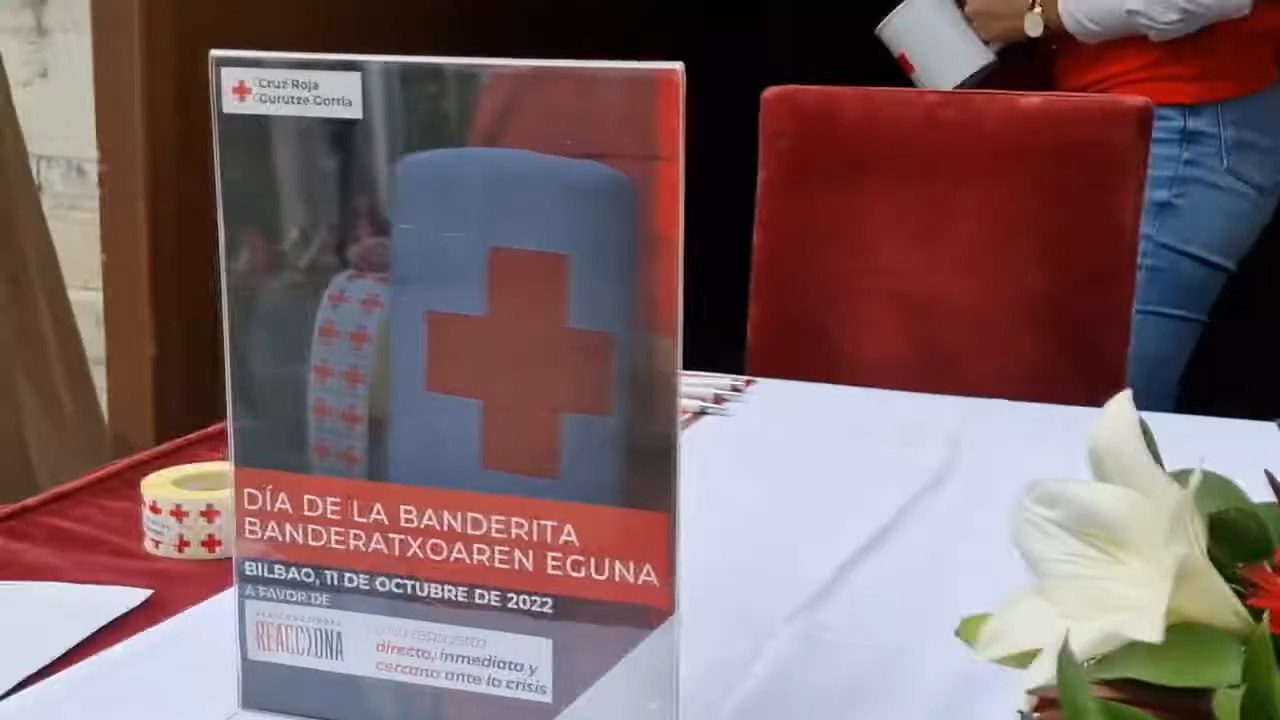 Cruz Roja
Gurutze Gorria
DÍA DE LA BANDERITA
BANDERATXOAREN EGUNA
BILBAO, 11 DE OCTUBRE DE 2022
A FAVOR DE
REACCIONA
directa, inmediata y
cercana ante la crisis